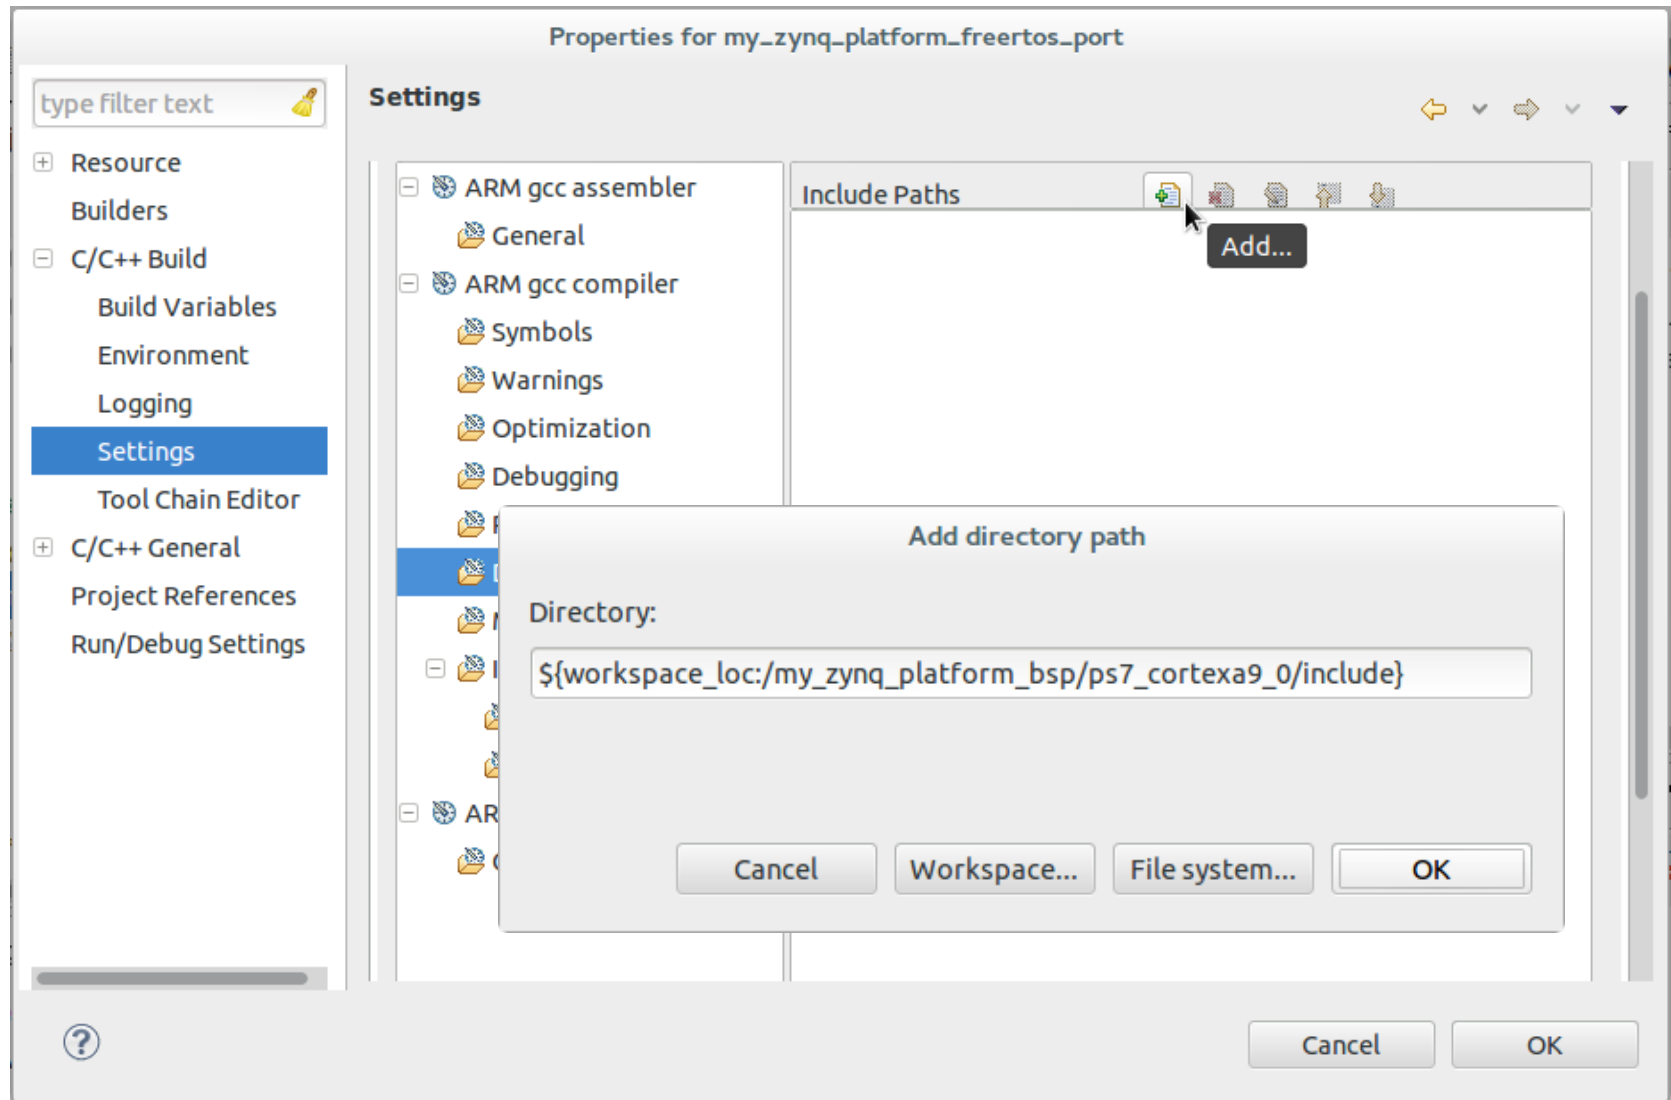 Properties for my_zynq_platform_freertos_port
type filter text
Settings
Resource
Builders
C/C++ Build
Build Variables
Environment
Logging
Settings
Tool Chain Editor
C/C++ General
Project References
Run/Debug Settings
ARM gcc assembler
General
ARM gcc compiler
Symbols
Warnings
Optimization
Debugging
AR
Include Paths
Add...
Add directory path
Directory:
${workspace_loc:/my_zynq_platform_bsp/ps7_cortexa9_0/include}
Cancel
Workspace...
File system...
OK
Cancel
OK